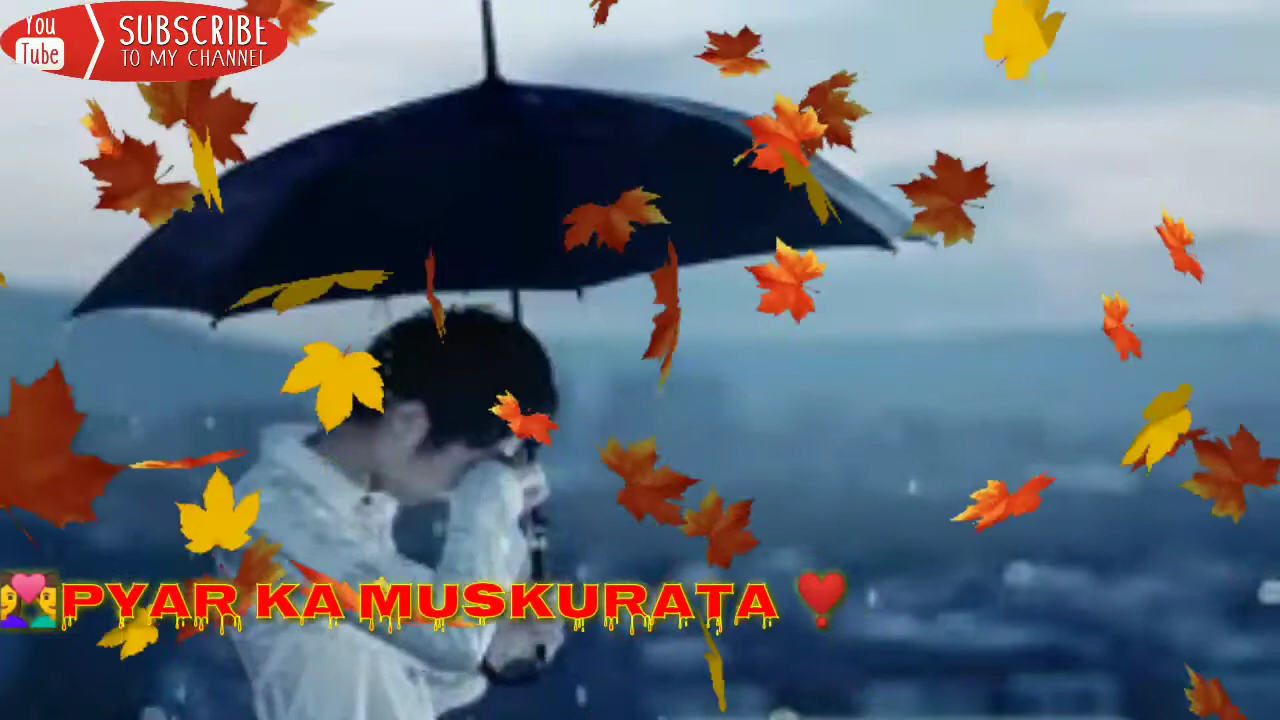 YOU
Tube
SUBSCRIBE
TO MY CHANNEL
💑PYAR KA MUSKURATA ❣